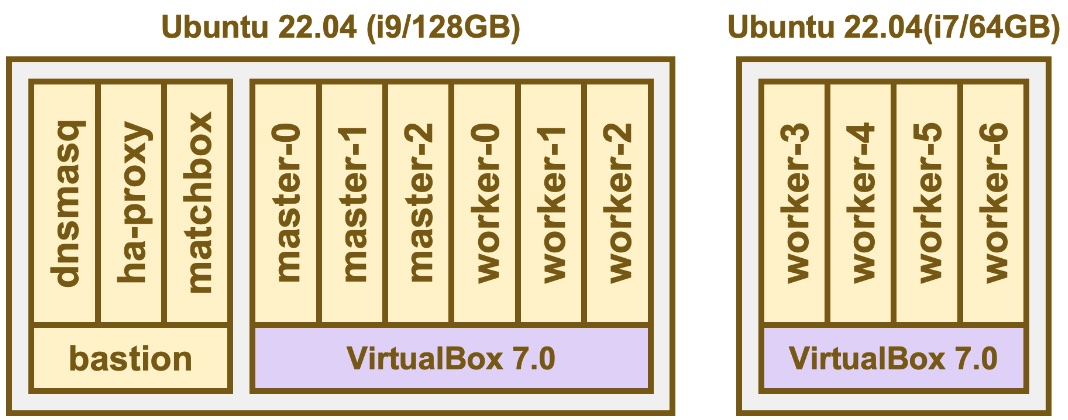 Ubuntu 22.04 (i9/128GB)
dnsmasq
ha-proxy
matchbox
bastion
master-0
master-1
master-2
worker-0
worker-1
worker-2
VirtualBox 7.0
Ubuntu 22.04(i7/64GB)
worker-3
worker-4
worker-5
worker-6
VirtualBox 7.0